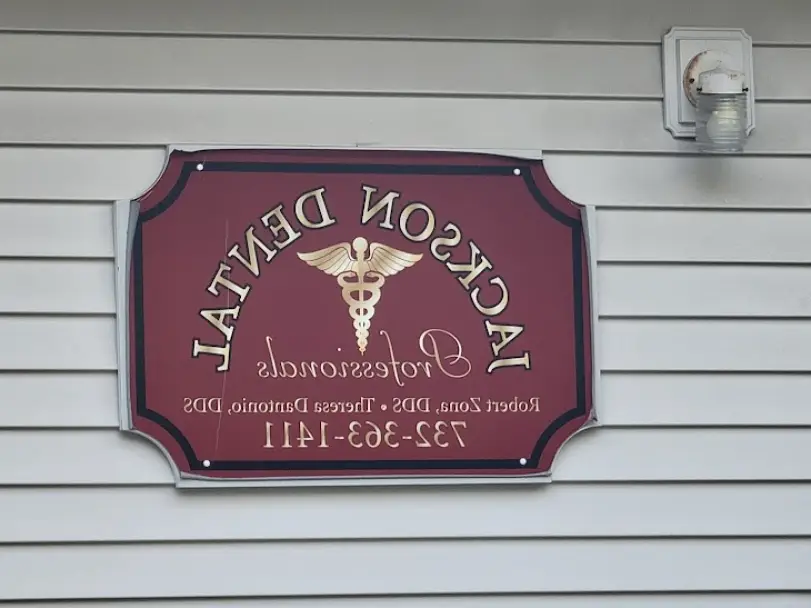 JACKSON DENTAL
Professionals
Robert Zona, DDS • Theresa Dantonio, DDS
732-363-1411